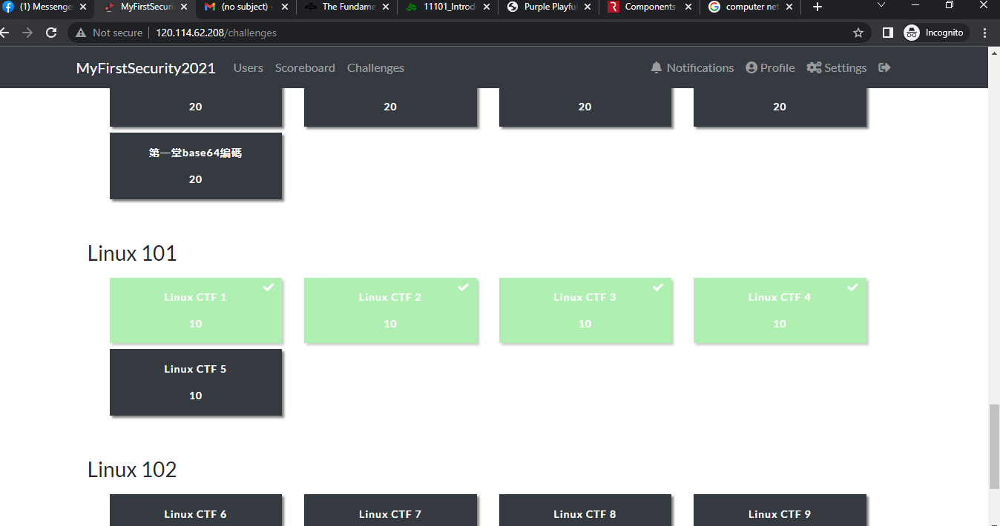 (1) Messenge MyFirstSecuri (no subject) - The Fundame 11101_Introd Purple Playful Components computer net
Not secure 120.114.62.208/challenges Incognito
MyFirstSecurity2021 Users Scoreboard Challenges Notifications Profile Settings
20 20 20 20
第一堂base64編碼
20
Linux 101
Linux CTF 1 Linux CTF 2 Linux CTF 3 Linux CTF 4
10 10 10 10
Linux CTF 5
10
Linux 102
Linux CTF 6 Linux CTF 7 Linux CTF 8 Linux CTF 9